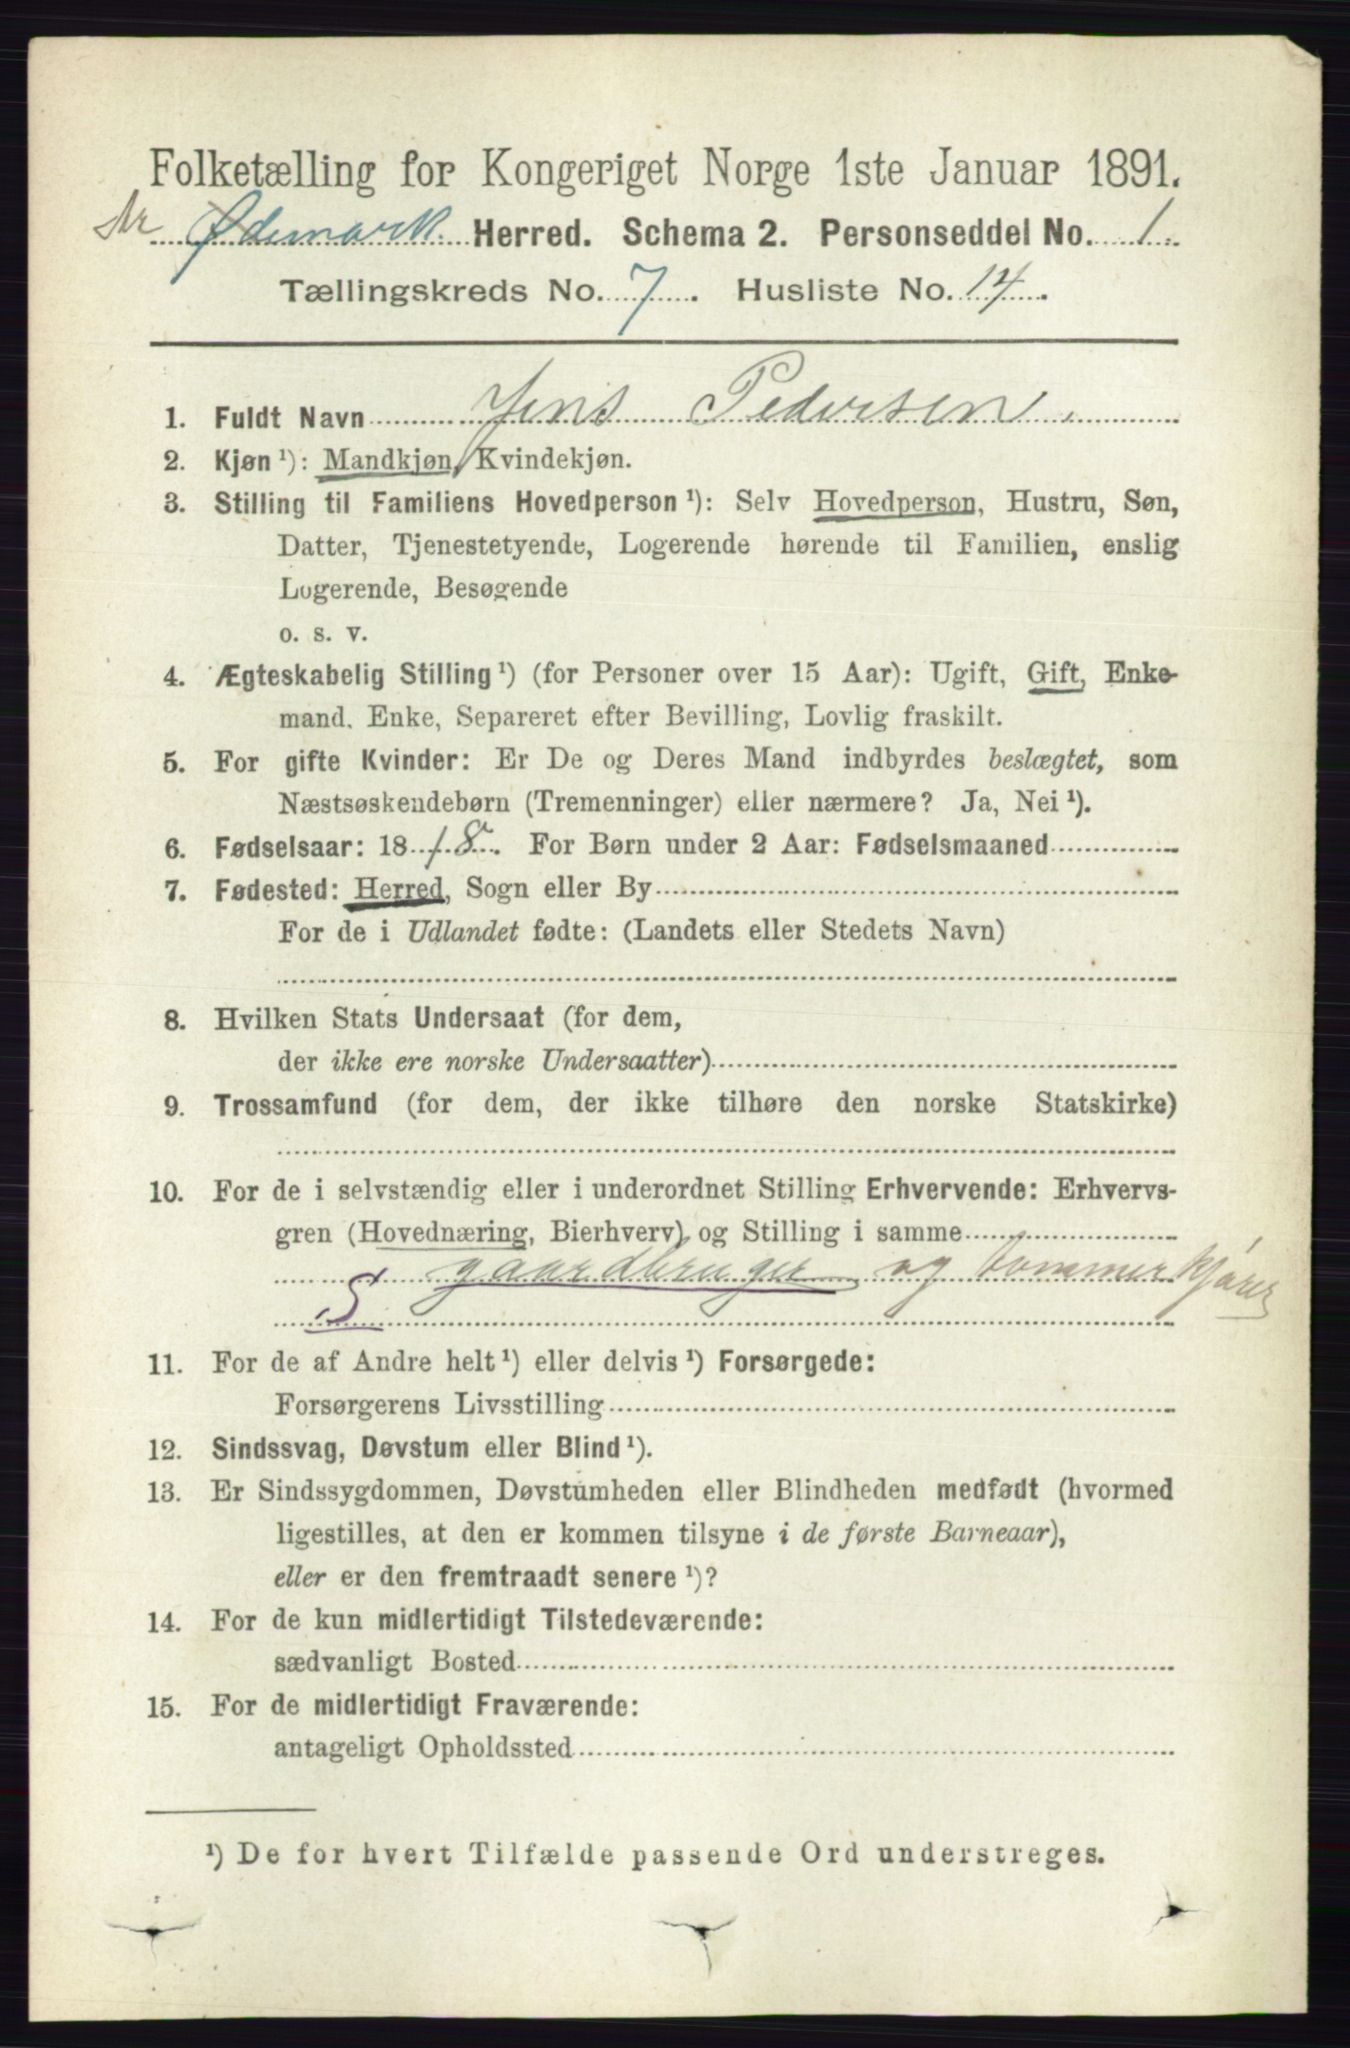 Folketælling for Kongeriget Norge 1ste Januar 1891.
Ødemark Herred. Schema 2. Personseddel No. 1.
Tællingskreds No. 7. Husliste No. 14.
1. Fuldt Navn Jens Pedersen
2. Kjøn ¹): Mandkjøn, Kvindekjøn.
3. Stilling til Familiens Hovedperson ¹): Selv Hovedperson, Hustru, Søn,
Datter, Tjenestetyende, Logerende hørende til Familien, enslig
Logerende, Besøgende
o. s. v.
4. Ægteskabelig Stilling ¹) (for Personer over 15 Aar): Ugift, Gift, Enke-
mand. Enke, Separeret efter Bevilling, Lovlig fraskilt.
5. For gifte Kvinder: Er De og Deres Mand indbyrdes beslægtet, som
Næstsøskendebørn (Tremenninger) eller nærmere? Ja, Nei ¹).
6. Fødselsaar: 1818. For Børn under 2 Aar: Fødselsmaaned
7. Fødested: Herred, Sogn eller By
For de i Udlandet fødte: (Landets eller Stedets Navn)
8. Hvilken Stats Undersaat (for dem,
der ikke ere norske Undersaatter)
9. Trossamfund (for dem, der ikke tilhøre den norske Statskirke)
10. For de i selvstændig eller i underordnet Stilling Erhvervende: Erhvervs-
gren (Hovednæring, Bierhverv) og Stilling i samme
gaardbruger og tømmerkjører
S
11. For de af Andre helt ¹) eller delvis ¹) Forsørgede:
Forsørgerens Livsstilling
12. Sindssvag, Døvstum eller Blind ¹).
13. Er Sindssygdommen, Døvstumheden eller Blindheden medfødt (hvormed
ligestilles, at den er kommen tilsyne i de første Barneaar),
eller er den fremtraadt senere ¹)?
14. For de kun midlertidigt Tilstedeværende:
sædvanligt Bosted
15. For de midlertidigt Fraværende:
antageligt Opholdssted
¹) De for hvert Tilfælde passende Ord understreges.